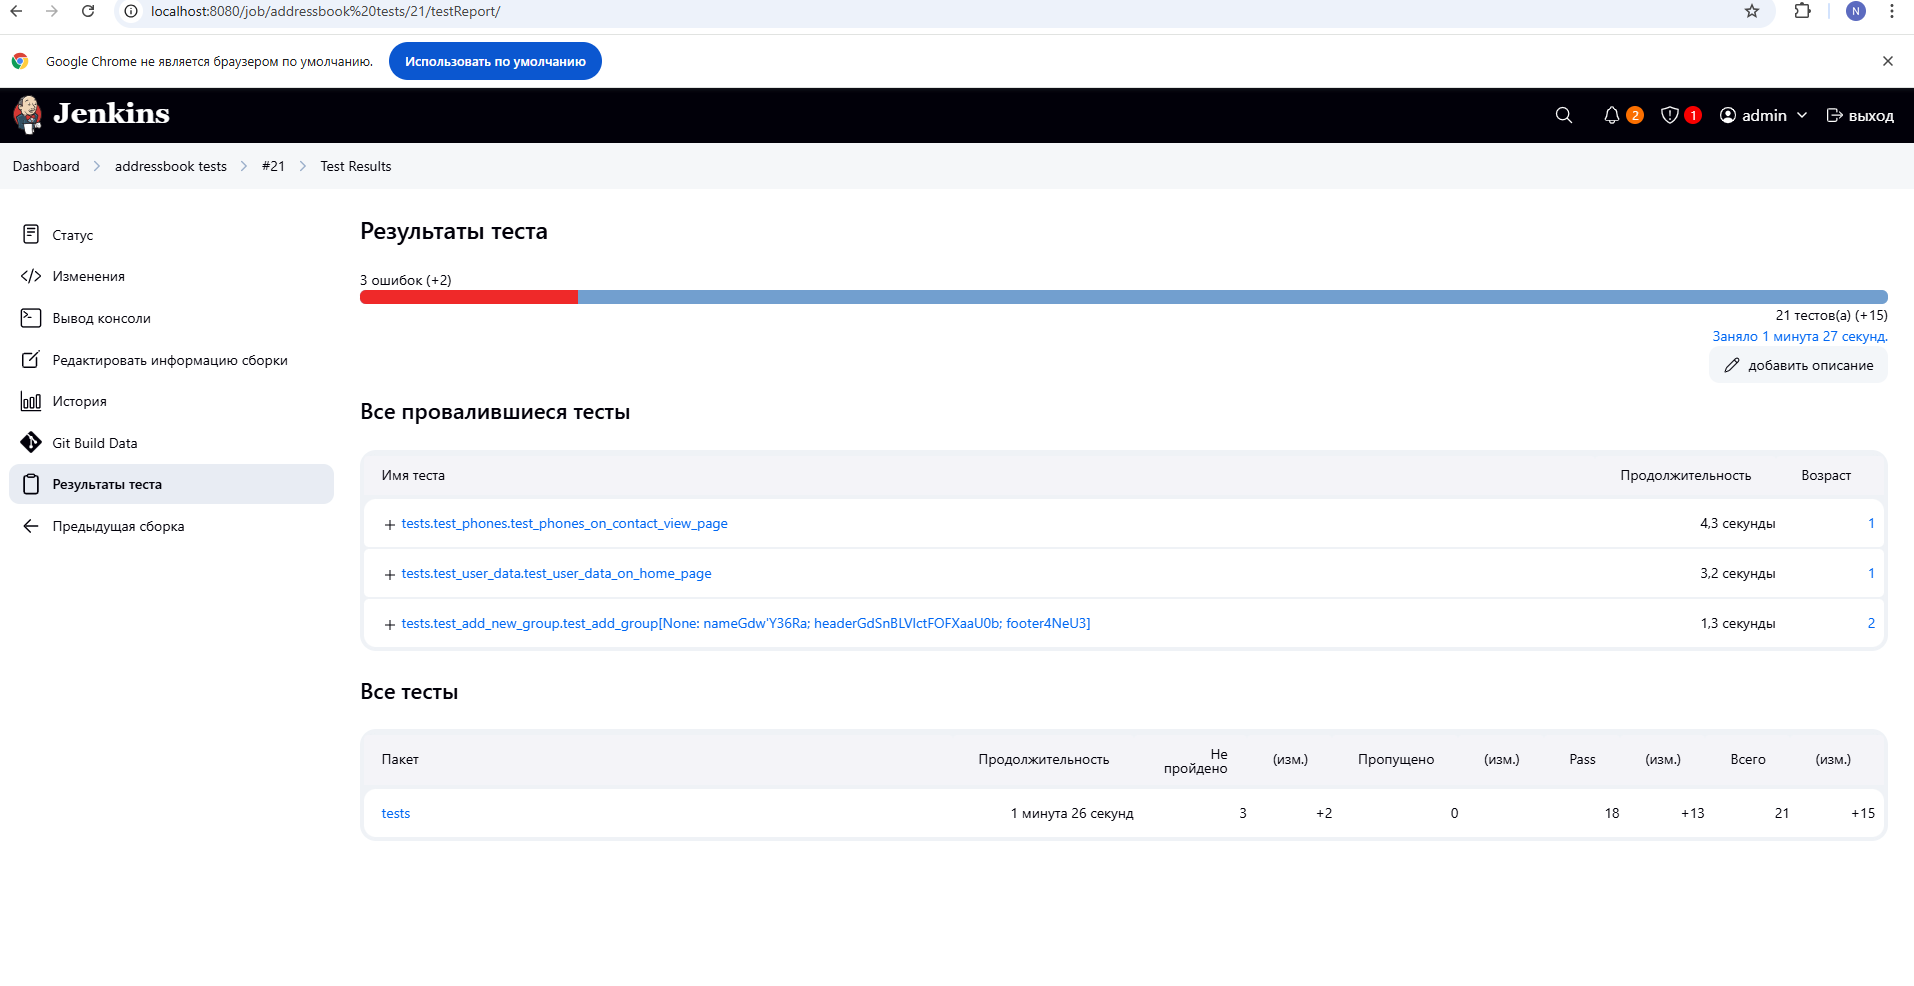 localhost:8080/job/addressbook%20tests/21/testReport/
N
Google Chrome не является браузером по умолчанию.
Использовать по умолчанию
Jenkins
2
1
admin
выход
Dashboard
addressbook tests
#21
Test Results
Статус
Изменения
Вывод консоли
Редактировать информацию сборки
История
Git Build Data
Результаты теста
Предыдущая сборка
Результаты теста
3 ошибок (+2)
21 тестов(а) (+15)
Заняло 1 минута 27 секунд.
добавить описание
Все провалившиеся тесты
Имя теста Продолжительность Возраст
tests.test_phones.test_phones_on_contact_view_page 4,3 секунды 1
tests.test_user_data.test_user_data_on_home_page 3,2 секунды 1
tests.test_add_new_group.test_add_group[None: nameGdw'Y36Ra; headerGdSnBLVIctFOFXaaU0b; footer4NeU3] 1,3 секунды 2
Все тесты
Пакет Продолжительность Не пройдено (изм.) Пропущено (изм.) Pass (изм.) Всего (изм.)
tests 1 минута 26 секунд 3 +2 0 18 +13 21 +15